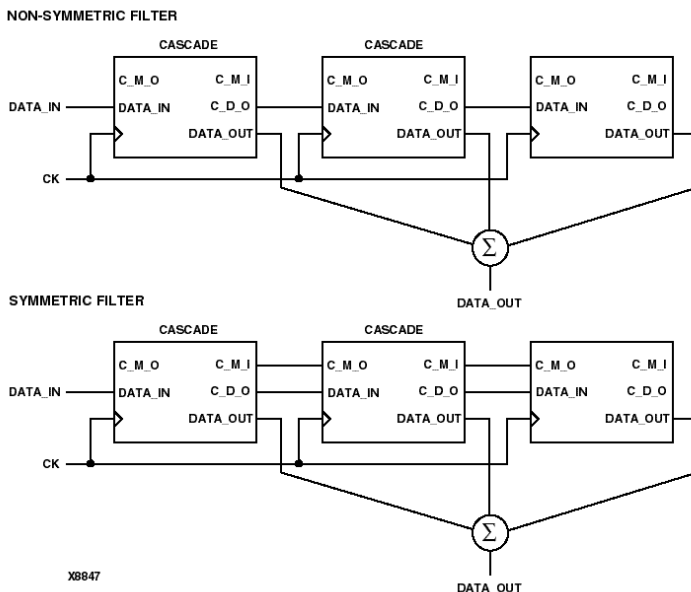 NON-SYMMETRIC FILTER
CASCADE CASCADE
C_M_O C_M_I C_M_O C_M_I C_M_O C_M_I
DATA_IN DATA_IN C_D_O DATA_IN C_D_O DATA_IN C_D_O
DATA_OUT DATA_OUT DATA_OUT
CK
Σ
DATA_OUT
SYMMETRIC FILTER
CASCADE CASCADE
C_M_O C_M_I C_M_O C_M_I C_M_O C_M_I
DATA_IN DATA_IN C_D_O DATA_IN C_D_O DATA_IN C_D_O
DATA_OUT DATA_OUT DATA_OUT
CK
Σ
X8847
DATA_OUT